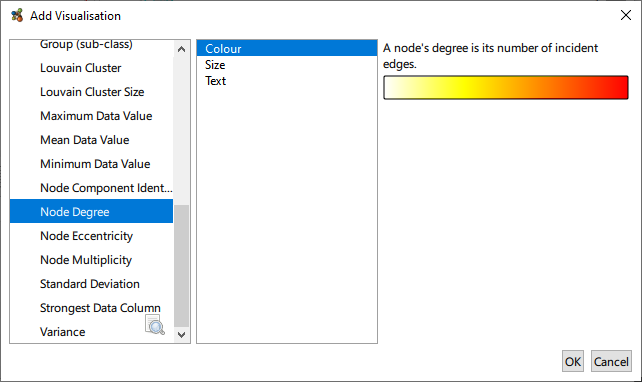 Add Visualisation
Group (sub-class)
Louvain Cluster
Louvain Cluster Size
Maximum Data Value
Mean Data Value
Minimum Data Value
Node Component Ident...
Node Degree
Node Eccentricity
Node Multiplicity
Standard Deviation
Strongest Data Column
Variance
Colour
Size
Text
A node's degree is its number of incident
edges.
OK
Cancel